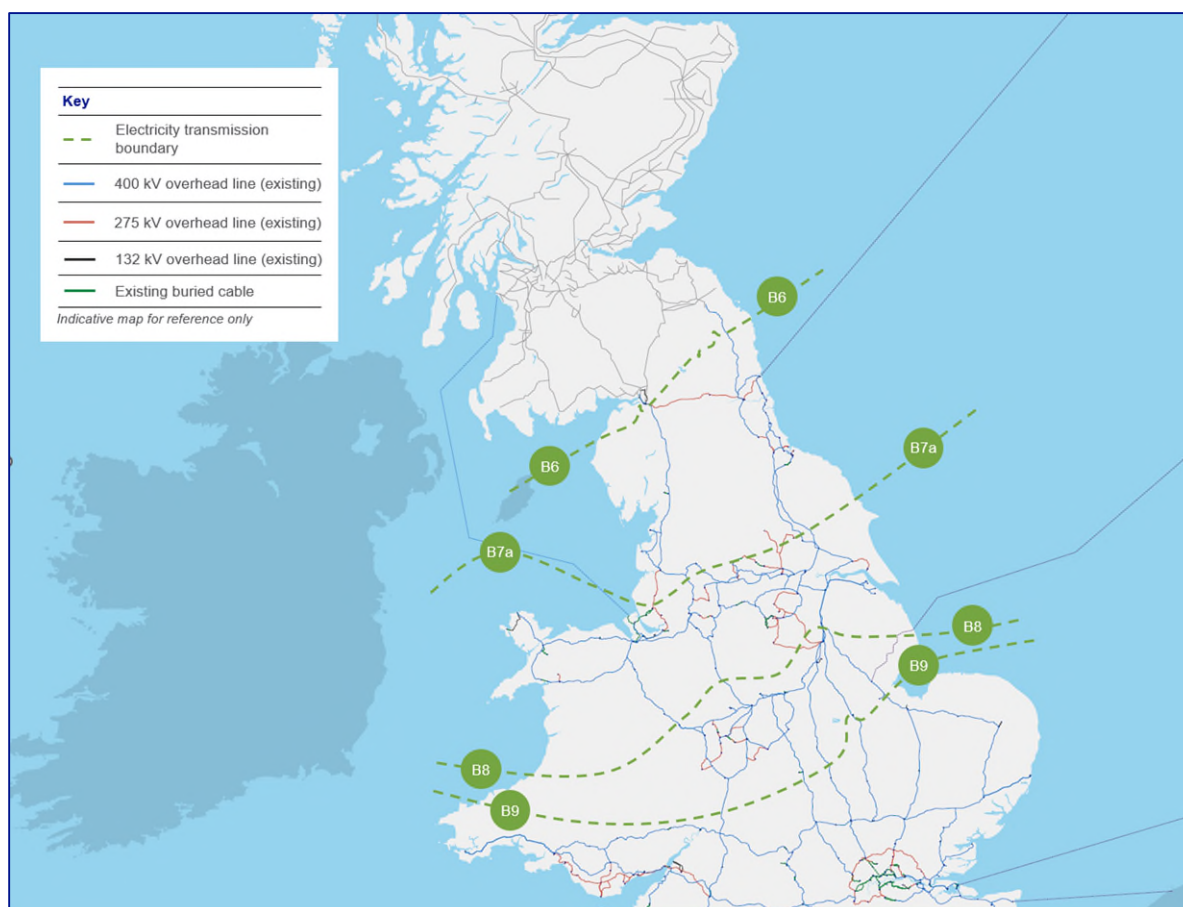 Key
Electricity transmission
boundary
400 kV overhead line (existing)
275 kV overhead line (existing)
132 kV overhead line (existing)
Existing buried cable
Indicative map for reference only
B6
B6
B7a
B7a
B8
B9
B8
B9